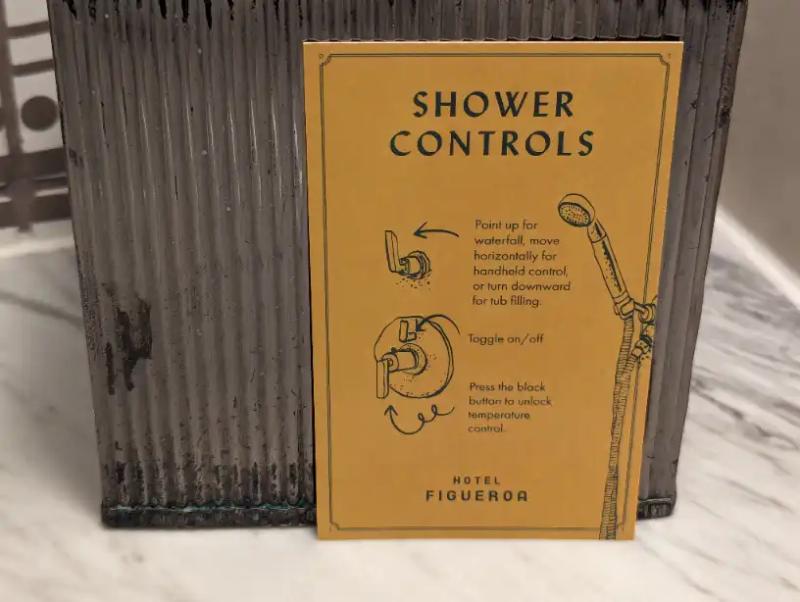 SHOWER
CONTROLS
Point up for
waterfall, move
horizontally for
handheld control,
or turn downward
for tub filling.
Toggle on/off
Press the black
button to unlock
temperature
control.
HOTEL
FIGUEROA